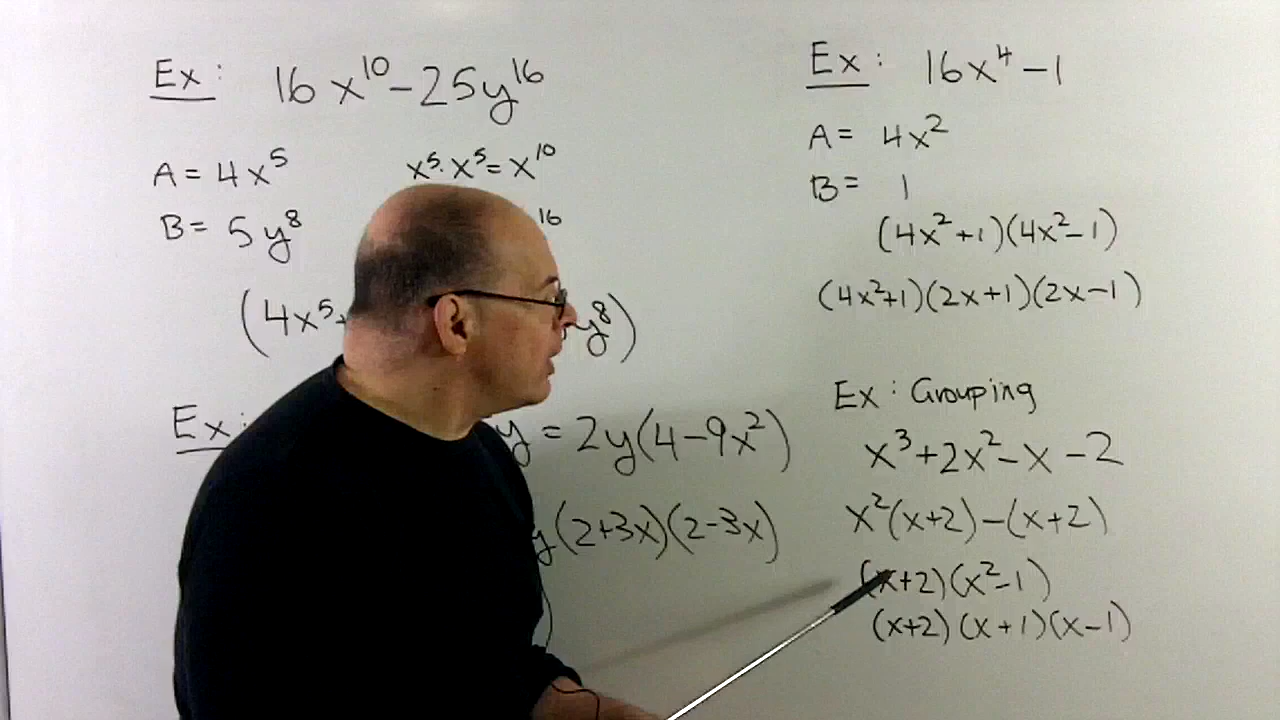 Ex: 16x¹⁰-25y¹⁶
A = 4x⁵ x⁵·x⁵=x¹⁰
B= 5y⁸ 16
(4x⁵+ y⁸)
Ex: y = 2y(4-9x²)
y(2+3x)(2-3x)
Ex: 16x⁴-1
A= 4x²
B= 1
(4x²+1)(4x²-1)
(4x²+1)(2x+1)(2x-1)
Ex: Grouping
x³+2x²-x-2
x²(x+2)-(x+2)
(x+2)(x²-1)
(x+2)(x+1)(x-1)